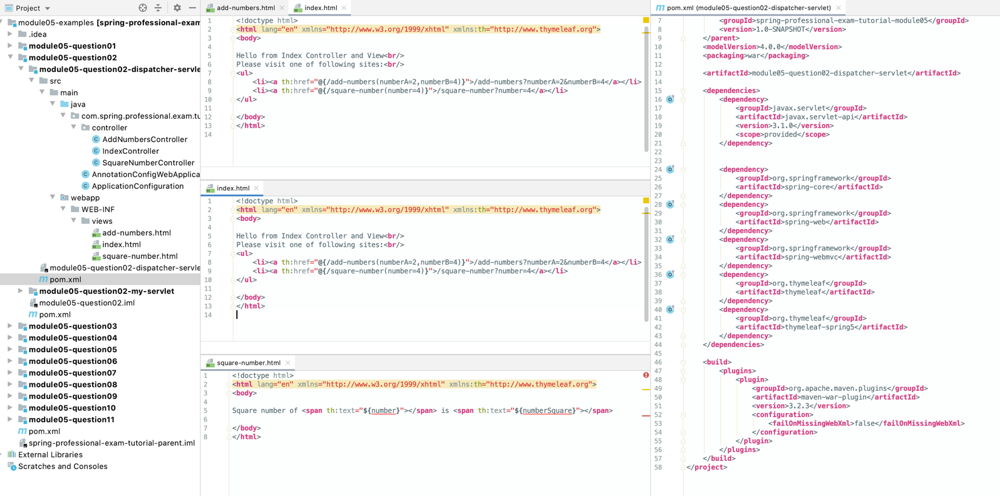 Project
module05-examples [spring-professional-exam
.idea
module05-question01
module05-question02
module05-question02-dispatcher-servle
src
main
java
com.spring.professional.exam.tu
controller
AddNumbersController
IndexController
SquareNumberController
AnnotationConfigWebApplica
ApplicationConfiguration
webapp
WEB-INF
views
add-numbers.html
index.html
square-number.html
module05-question02-dispatcher-servle
pom.xml
module05-question02-my-servlet
module05-question02.iml
pom.xml
module05-question03
module05-question04
module05-question05
module05-question06
module05-question07
module05-question08
module05-question09
module05-question10
module05-question11
pom.xml
spring-professional-exam-tutorial-parent.iml
External Libraries
Scratches and Consoles
add-numbers.html
index.html
1 <!doctype html>
2 <html lang="en" xmlns="http://www.w3.org/1999/xhtml" xmlns:th="http://www.thymeleaf.org">
3 <body>
4
5 Hello from Index Controller and View<br/>
6 Please visit one of following sites:<br/>
7 <ul>
8 <li><a th:href="@{/add-numbers(numberA=2,numberB=4)}">/add-numbers?numberA=2&numberB=4</a></li>
9 <li><a th:href="@{/square-number(number=4)}">/square-number?number=4</a></li>
10 </ul>
11
12 </body>
13 </html>
14
index.html
1 <!doctype html>
2 <html lang="en" xmlns="http://www.w3.org/1999/xhtml" xmlns:th="http://www.thymeleaf.org">
3 <body>
4
5 Hello from Index Controller and View<br/>
6 Please visit one of following sites:<br/>
7 <ul>
8 <li><a th:href="@{/add-numbers(numberA=2,numberB=4)}">/add-numbers?numberA=2&numberB=4</a></li>
9 <li><a th:href="@{/square-number(number=4)}">/square-number?number=4</a></li>
10 </ul>
11
12 </body>
13 </html>
14
square-number.html
1 <!doctype html>
2 <html lang="en" xmlns="http://www.w3.org/1999/xhtml" xmlns:th="http://www.thymeleaf.org">
3 <body>
4
5 Square number of <span th:text="${number}"></span> is <span th:text="${numberSquare}"></span>
6
7 </body>
8 </html>
pom.xml (module05-question02-dispatcher-servlet)
7 <groupId>spring-professional-exam-tutorial-module05</groupId>
8 <version>1.0-SNAPSHOT</version>
9 </parent>
10 <modelVersion>4.0.0</modelVersion>
11 <packaging>war</packaging>
12
13 <artifactId>module05-question02-dispatcher-servlet</artifactId>
14
15 <dependencies>
16 <dependency>
17 <groupId>javax.servlet</groupId>
18 <artifactId>javax.servlet-api</artifactId>
19 <version>3.1.0</version>
20 <scope>provided</scope>
21 </dependency>
22
23
24 <dependency>
25 <groupId>org.springframework</groupId>
26 <artifactId>spring-core</artifactId>
27 </dependency>
28 <dependency>
29 <groupId>org.springframework</groupId>
30 <artifactId>spring-web</artifactId>
31 </dependency>
32 <dependency>
33 <groupId>org.springframework</groupId>
34 <artifactId>spring-webmvc</artifactId>
35 </dependency>
36 <dependency>
37 <groupId>org.thymeleaf</groupId>
38 <artifactId>thymeleaf</artifactId>
39 </dependency>
40 <dependency>
41 <groupId>org.thymeleaf</groupId>
42 <artifactId>thymeleaf-spring5</artifactId>
43 </dependency>
44 </dependencies>
45
46 <build>
47 <plugins>
48 <plugin>
49 <groupId>org.apache.maven.plugins</groupId>
50 <artifactId>maven-war-plugin</artifactId>
51 <version>3.2.3</version>
52 <configuration>
53 <failOnMissingWebXml>false</failOnMissingWebXml>
54 </configuration>
55 </plugin>
56 </plugins>
57 </build>
58 </project>